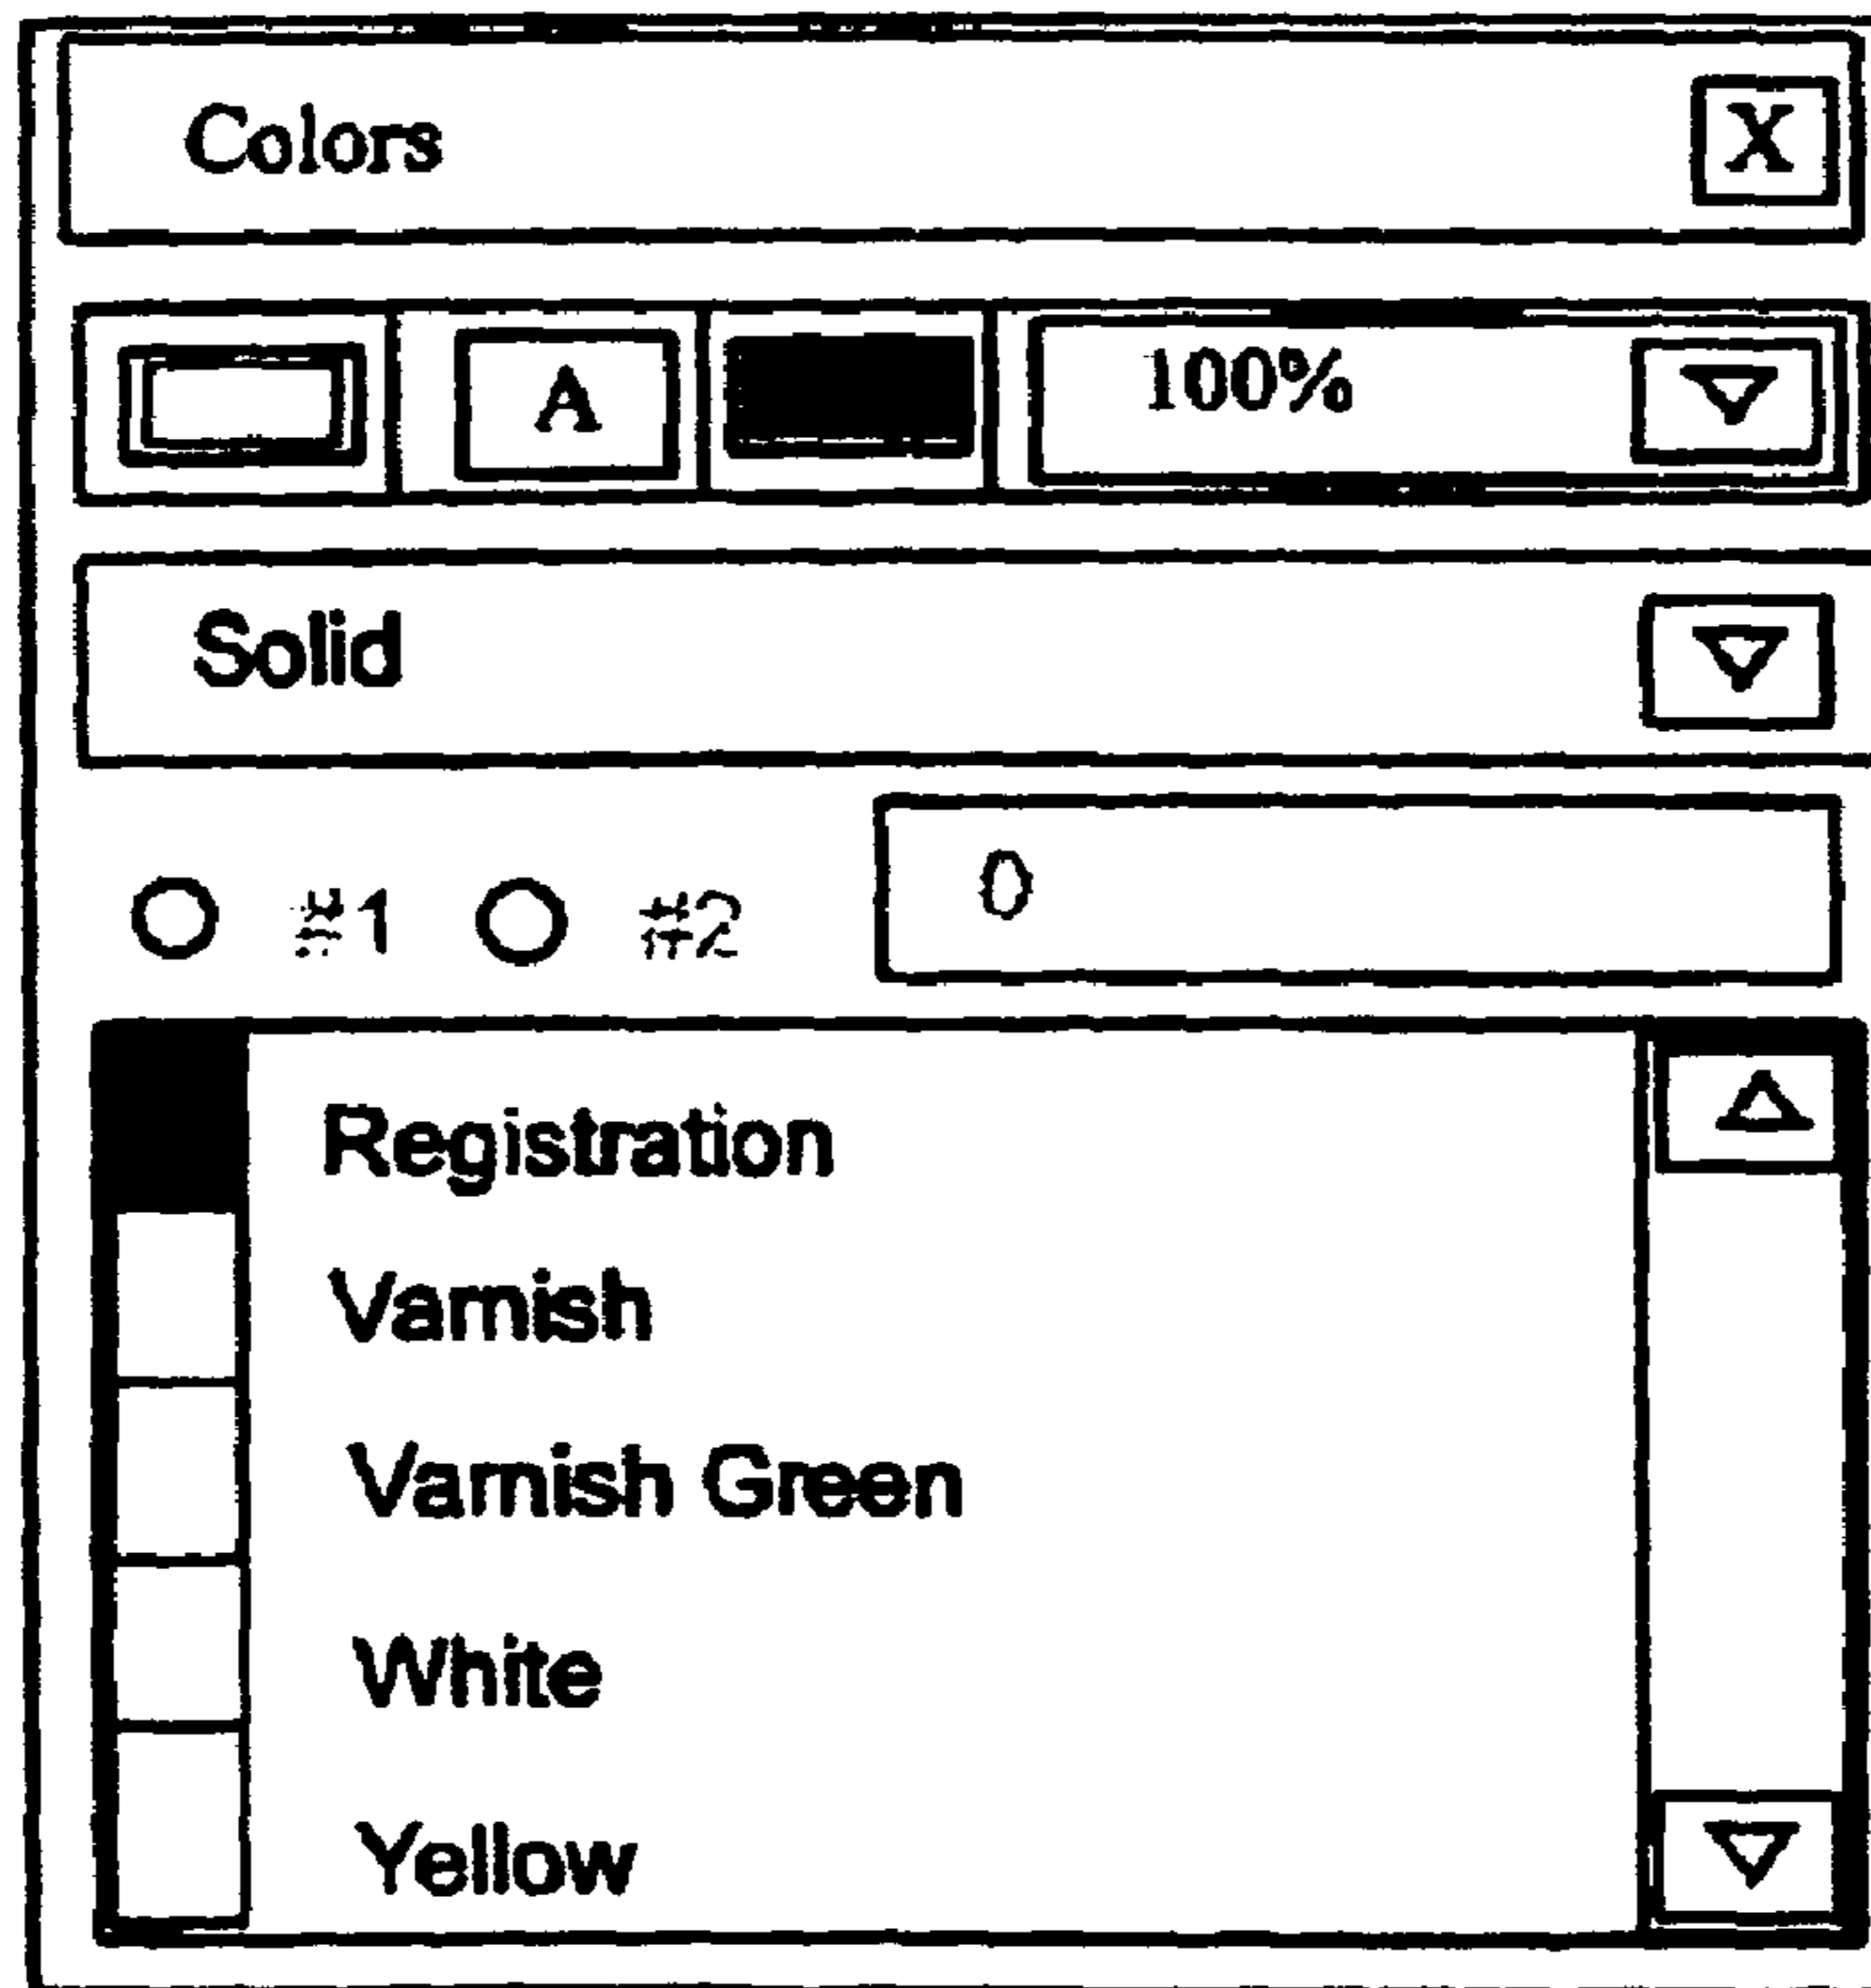 Colors X
A 100%
Solid
#1 #2 0
Registration
Varnish
Varnish Green
White
Yellow